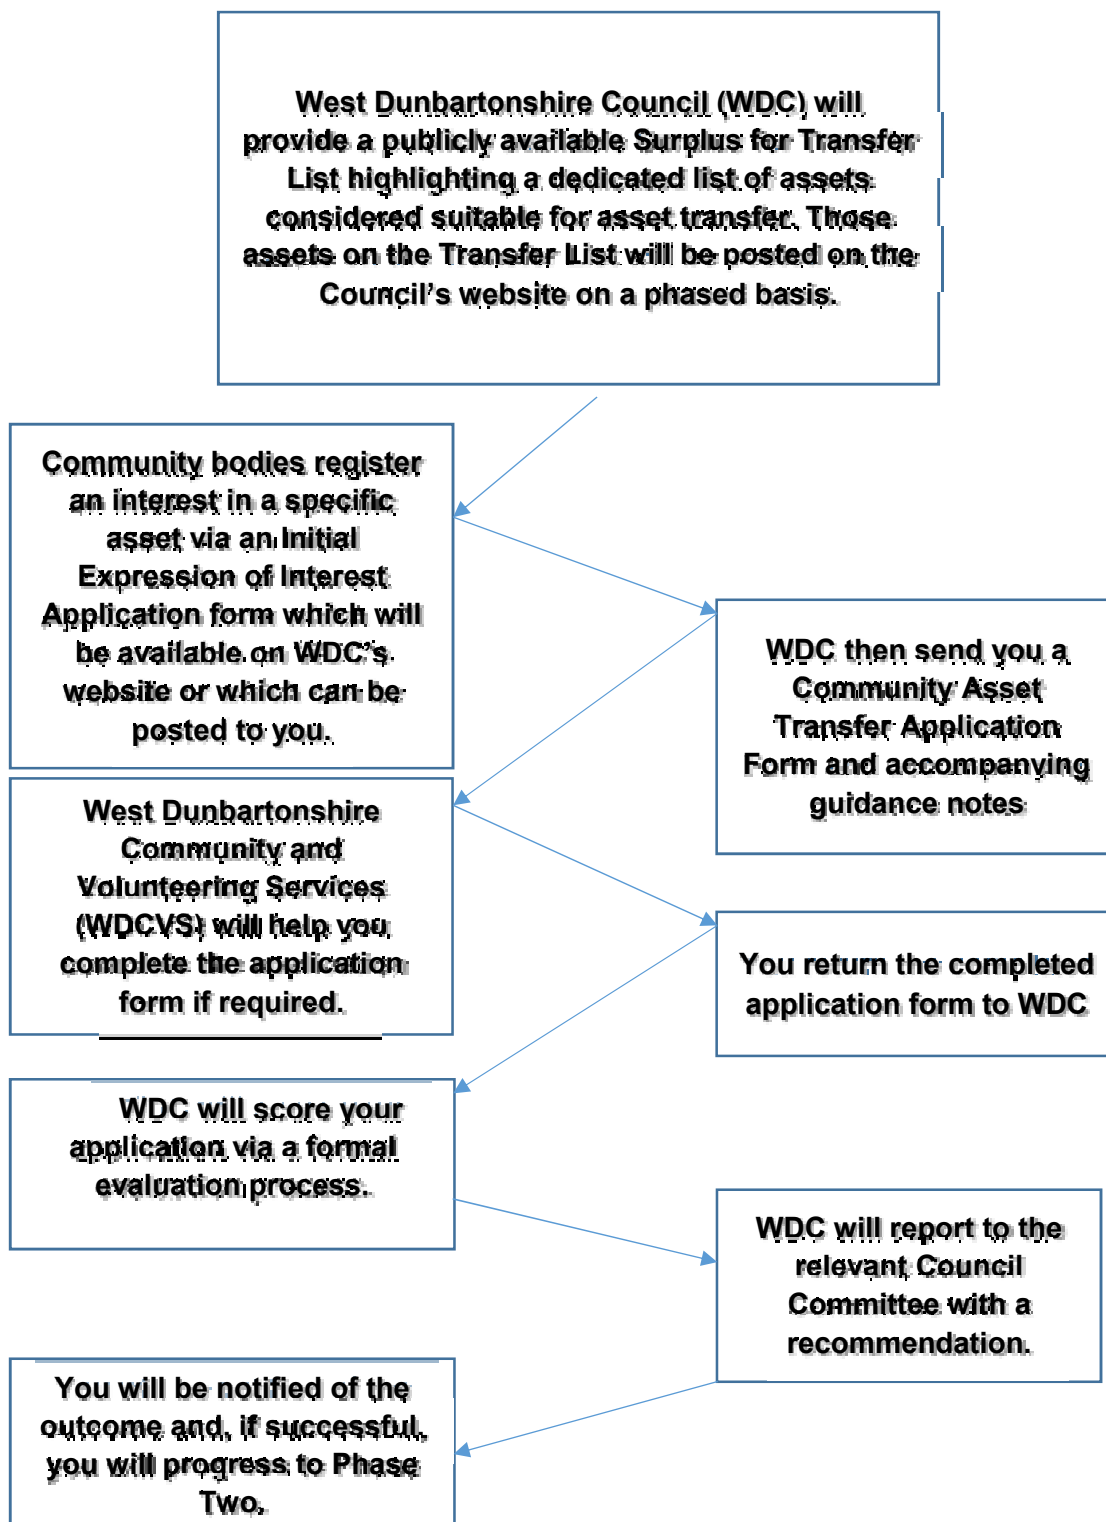 West Dunbartonshire Council (WDC) will
provide a publicly available Surplus for Transfer
List highlighting a dedicated list of assets
considered suitable for asset transfer. Those
assets on the Transfer List will be posted on the
Council's website on a phased basis.
Community bodies register
an interest in a specific
asset via an Initial
Expression of Interest
Application form which will
be available on WDC's
website or which can be
posted to you.
WDC then send you a
Community Asset
Transfer Application
Form and accompanying
guidance notes
West Dunbartonshire
Community and
Volunteering Services
(WDCVS) will help you
complete the application
form if required.
You return the completed
application form to WDC
WDC will score your
application via a formal
evaluation process.
WDC will report to the
relevant Council
Committee with a
recommendation.
You will be notified of the
outcome and, if successful,
you will progress to Phase
Two.